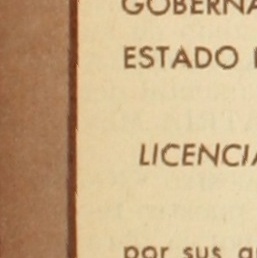 GOBERNA
ESTADO
LICENCIA
por sus